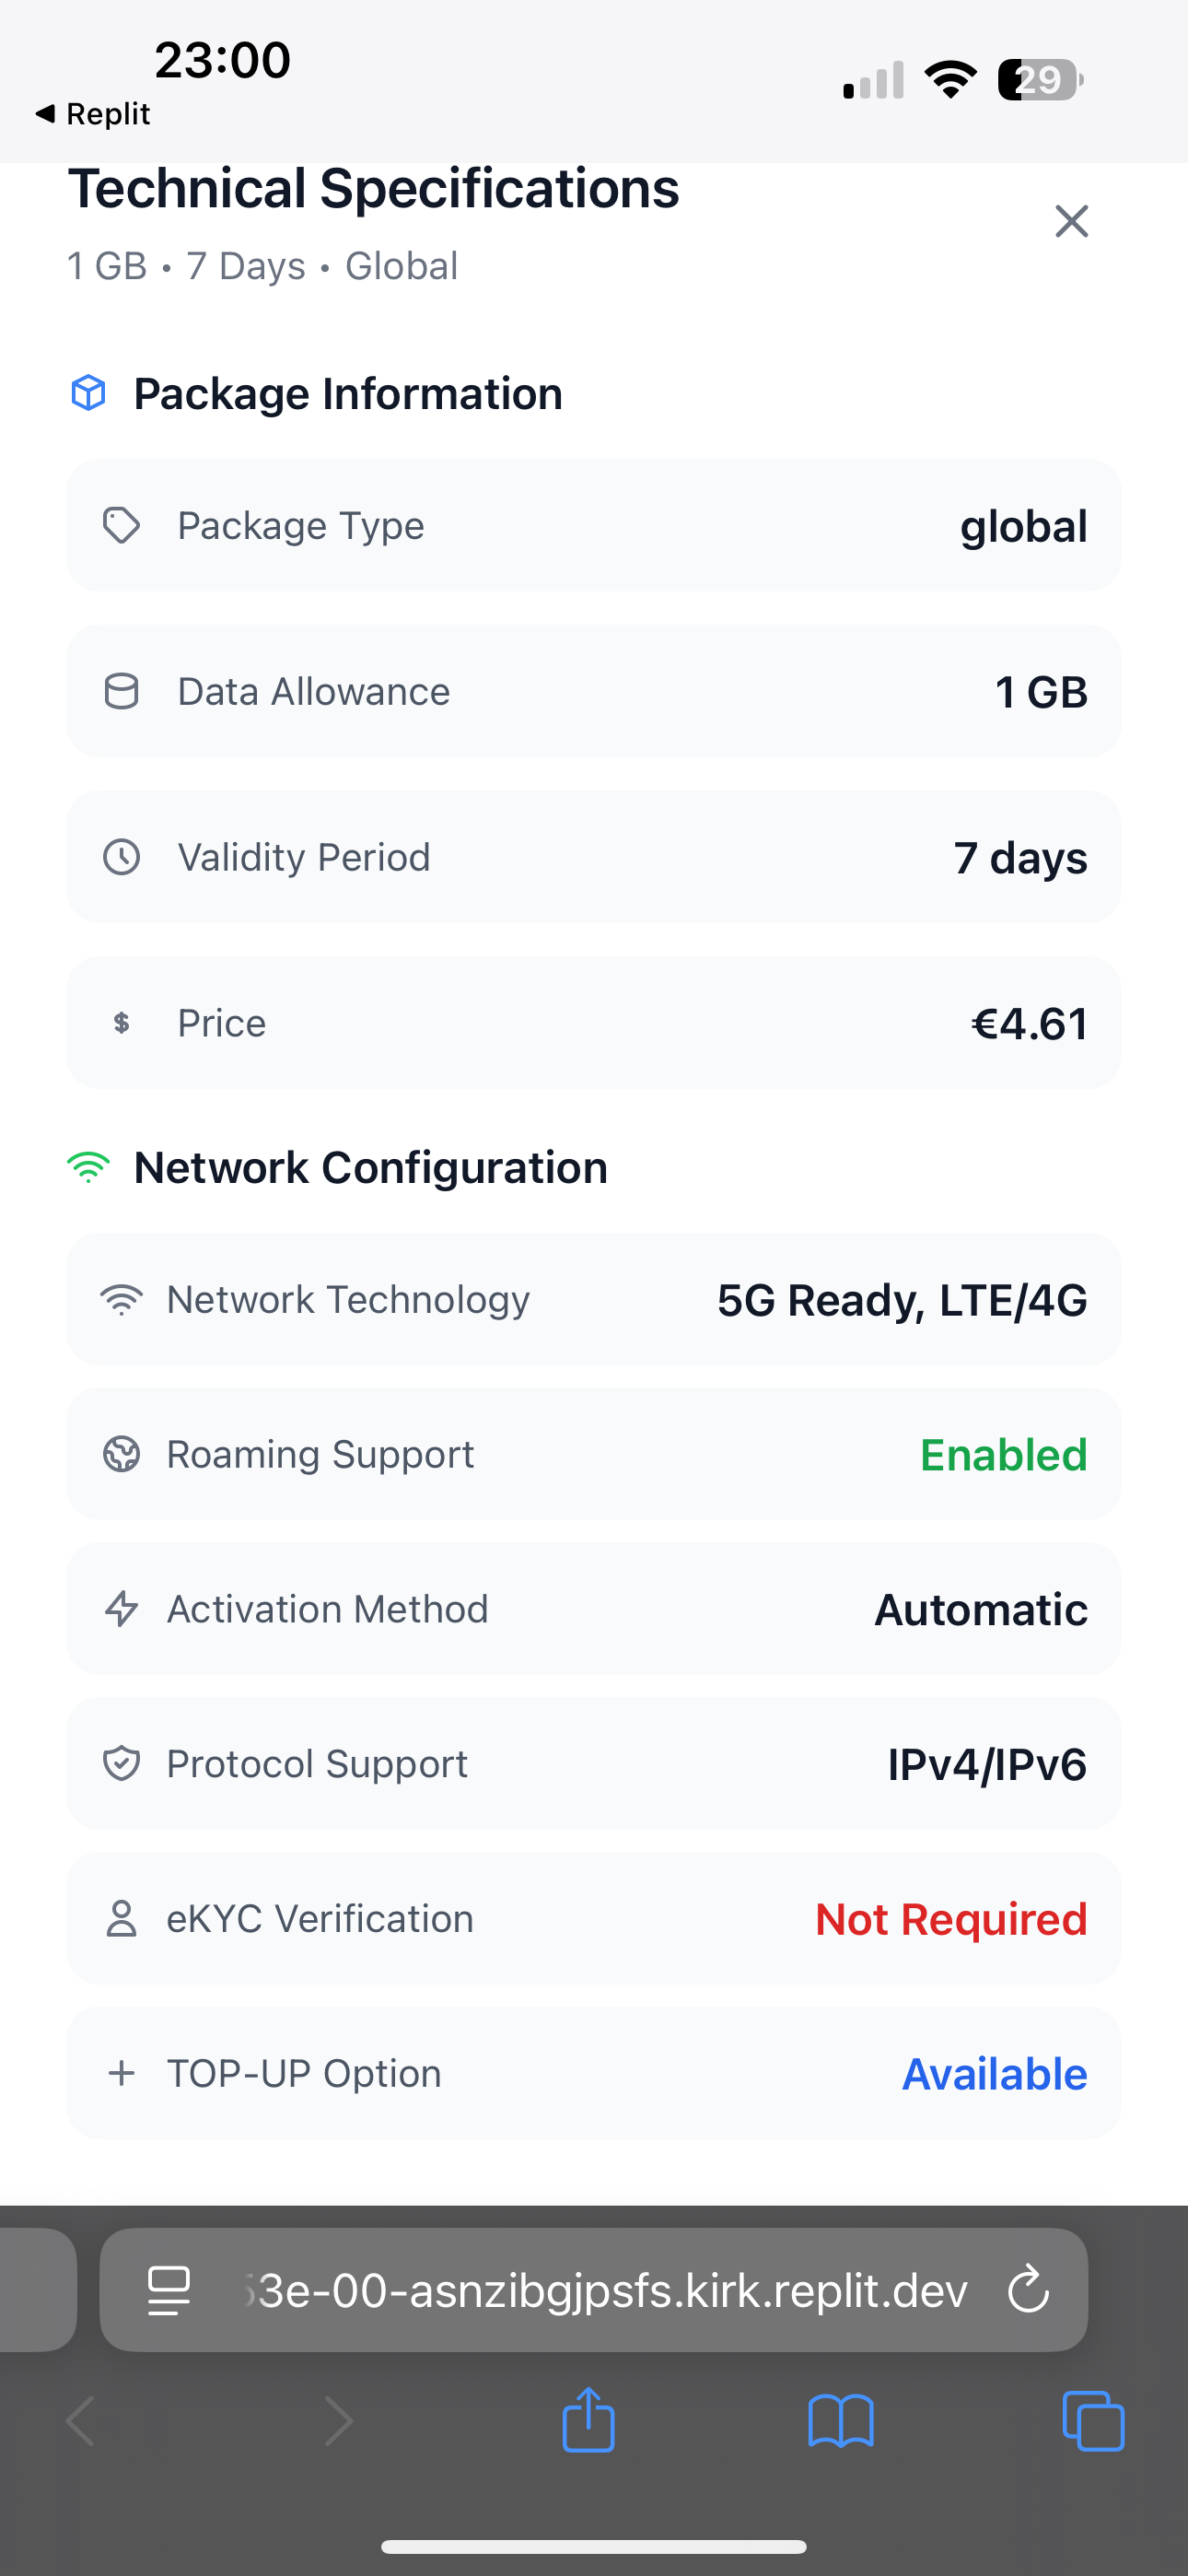 23:00
29
Replit
Technical Specifications
1 GB • 7 Days • Global
Package Information
Package Type global
Data Allowance 1 GB
Validity Period 7 days
$ Price €4.61
Network Configuration
Network Technology 5G Ready, LTE/4G
Roaming Support Enabled
Activation Method Automatic
Protocol Support IPv4/IPv6
eKYC Verification Not Required
TOP-UP Option Available
3e-00-asnzibgjpsfs.kirk.replit.dev